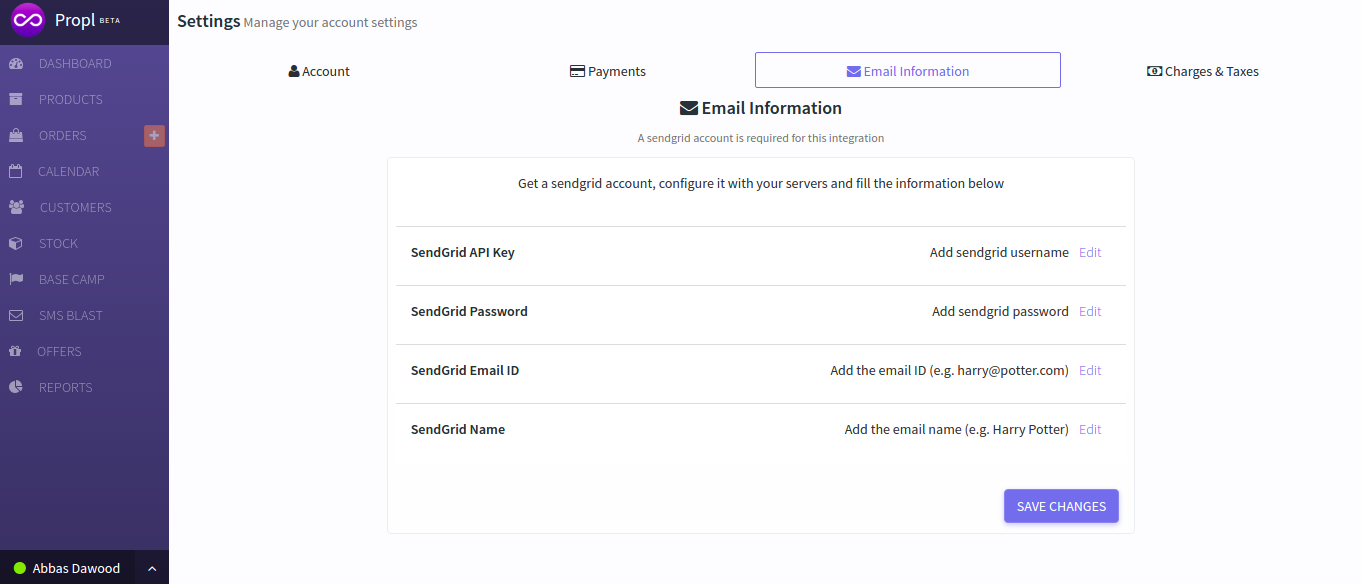 Propl BETA
DASHBOARD
PRODUCTS
ORDERS
CALENDAR
CUSTOMERS
STOCK
BASE CAMP
SMS BLAST
OFFERS
REPORTS
Abbas Dawood
Settings Manage your account settings
Account Payments Email Information Charges & Taxes
Email Information
A sendgrid account is required for this integration
Get a sendgrid account, configure it with your servers and fill the information below
SendGrid API Key Add sendgrid username Edit
SendGrid Password Add sendgrid password Edit
SendGrid Email ID Add the email ID (e.g. harry@potter.com) Edit
SendGrid Name Add the email name (e.g. Harry Potter) Edit
SAVE CHANGES